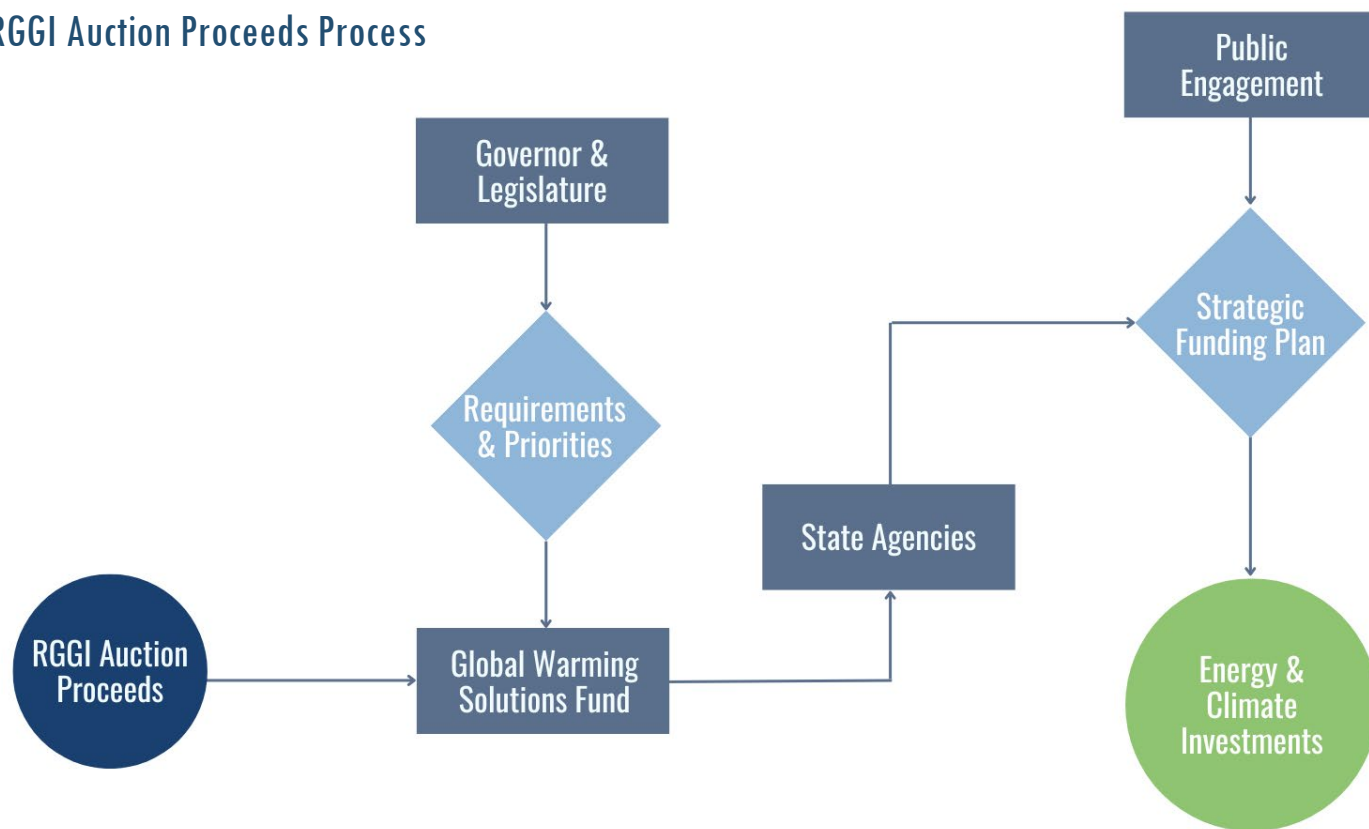 RGGI Auction Proceeds Process
Public
Engagement
Governor &
Legislature
Strategic
Funding Plan
Requirements
& Priorities
State Agencies
RGGI Auction
Proceeds
Global Warming
Solutions Fund
Energy &
Climate
Investments